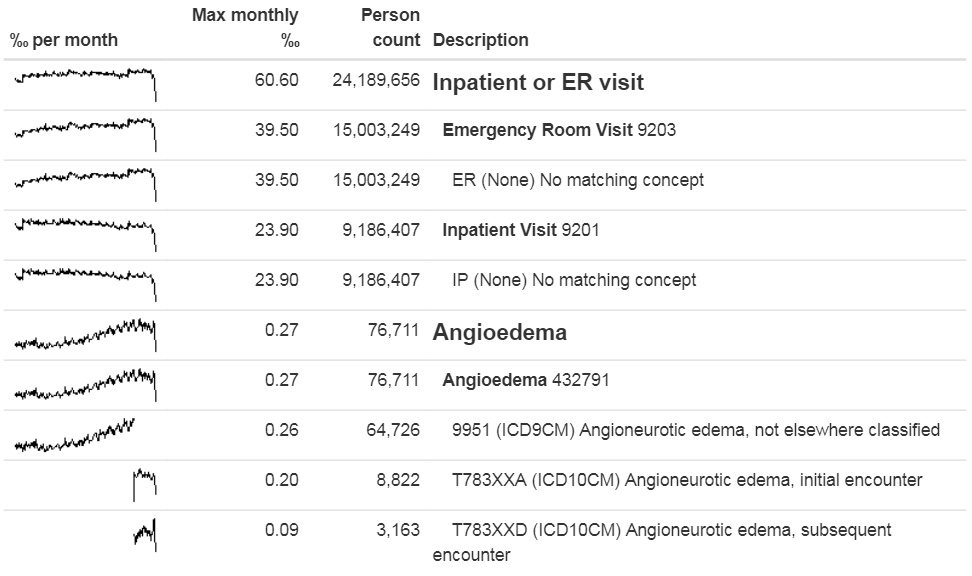 ‰ per month Max monthly ‰ Person count Description
60.60 24,189,656 Inpatient or ER visit
39.50 15,003,249 Emergency Room Visit 9203
39.50 15,003,249 ER (None) No matching concept
23.90 9,186,407 Inpatient Visit 9201
23.90 9,186,407 IP (None) No matching concept
0.27 76,711 Angioedema
0.27 76,711 Angioedema 432791
0.26 64,726 9951 (ICD9CM) Angioneurotic edema, not elsewhere classified
0.20 8,822 T783XXA (ICD10CM) Angioneurotic edema, initial encounter
0.09 3,163 T783XXD (ICD10CM) Angioneurotic edema, subsequent
encounter